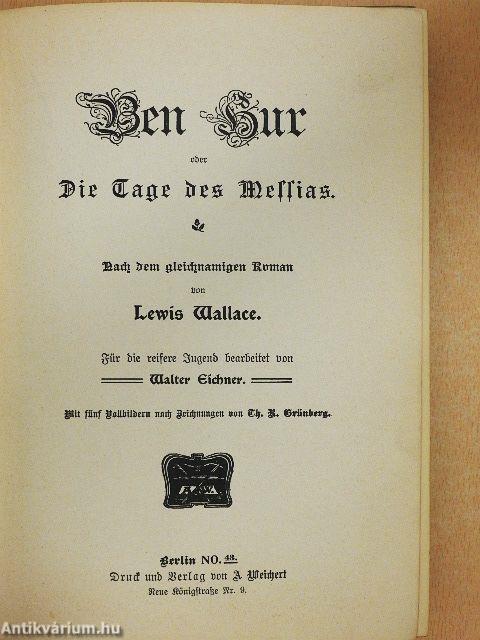 Ben Hur
oder
Die Tage des Messias.
Nach dem gleichnamigen Roman
von
Lewis Wallace.
Für die reifere Jugend bearbeitet von
Walter Eichner.
Mit fünf Vollbildern nach Zeichnungen von Th. R. Grünberg.
AWA
Berlin NO. 43.
Druck und Verlag von A Weichert
Neue Königstraße Nr. 9.
Antikvárium.hu